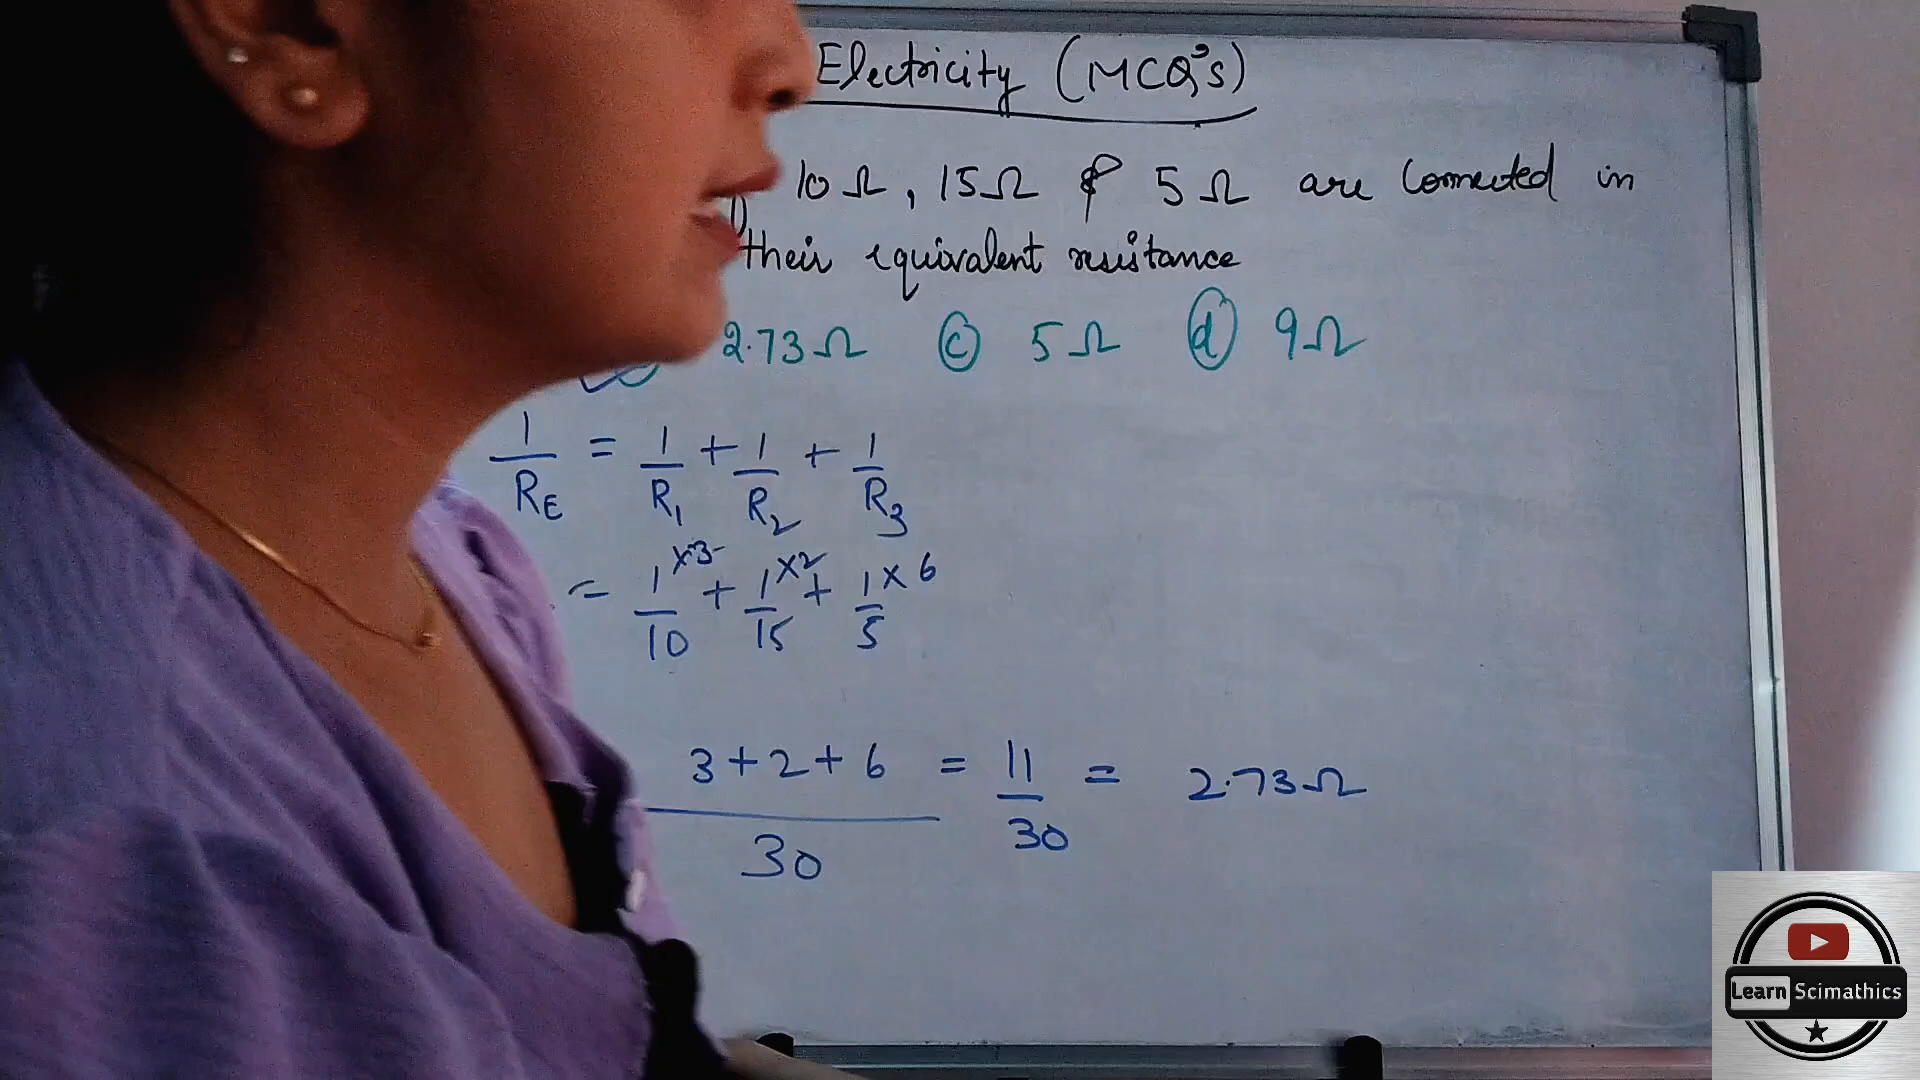 Electricity (MCQ's)
10 Ω, 15 Ω & 5 Ω are connected in
their equivalent resistance
2.73 Ω (c) 5 Ω (d) 9 Ω
1/R_E = 1/R_1 + 1/R_2 + 1/R_3
= 1/10 ×3 + 1/15 ×2 + 1/5 × 6
3+2+6 / 30 = 11/30 = 2.73 Ω
Learn Scimathics